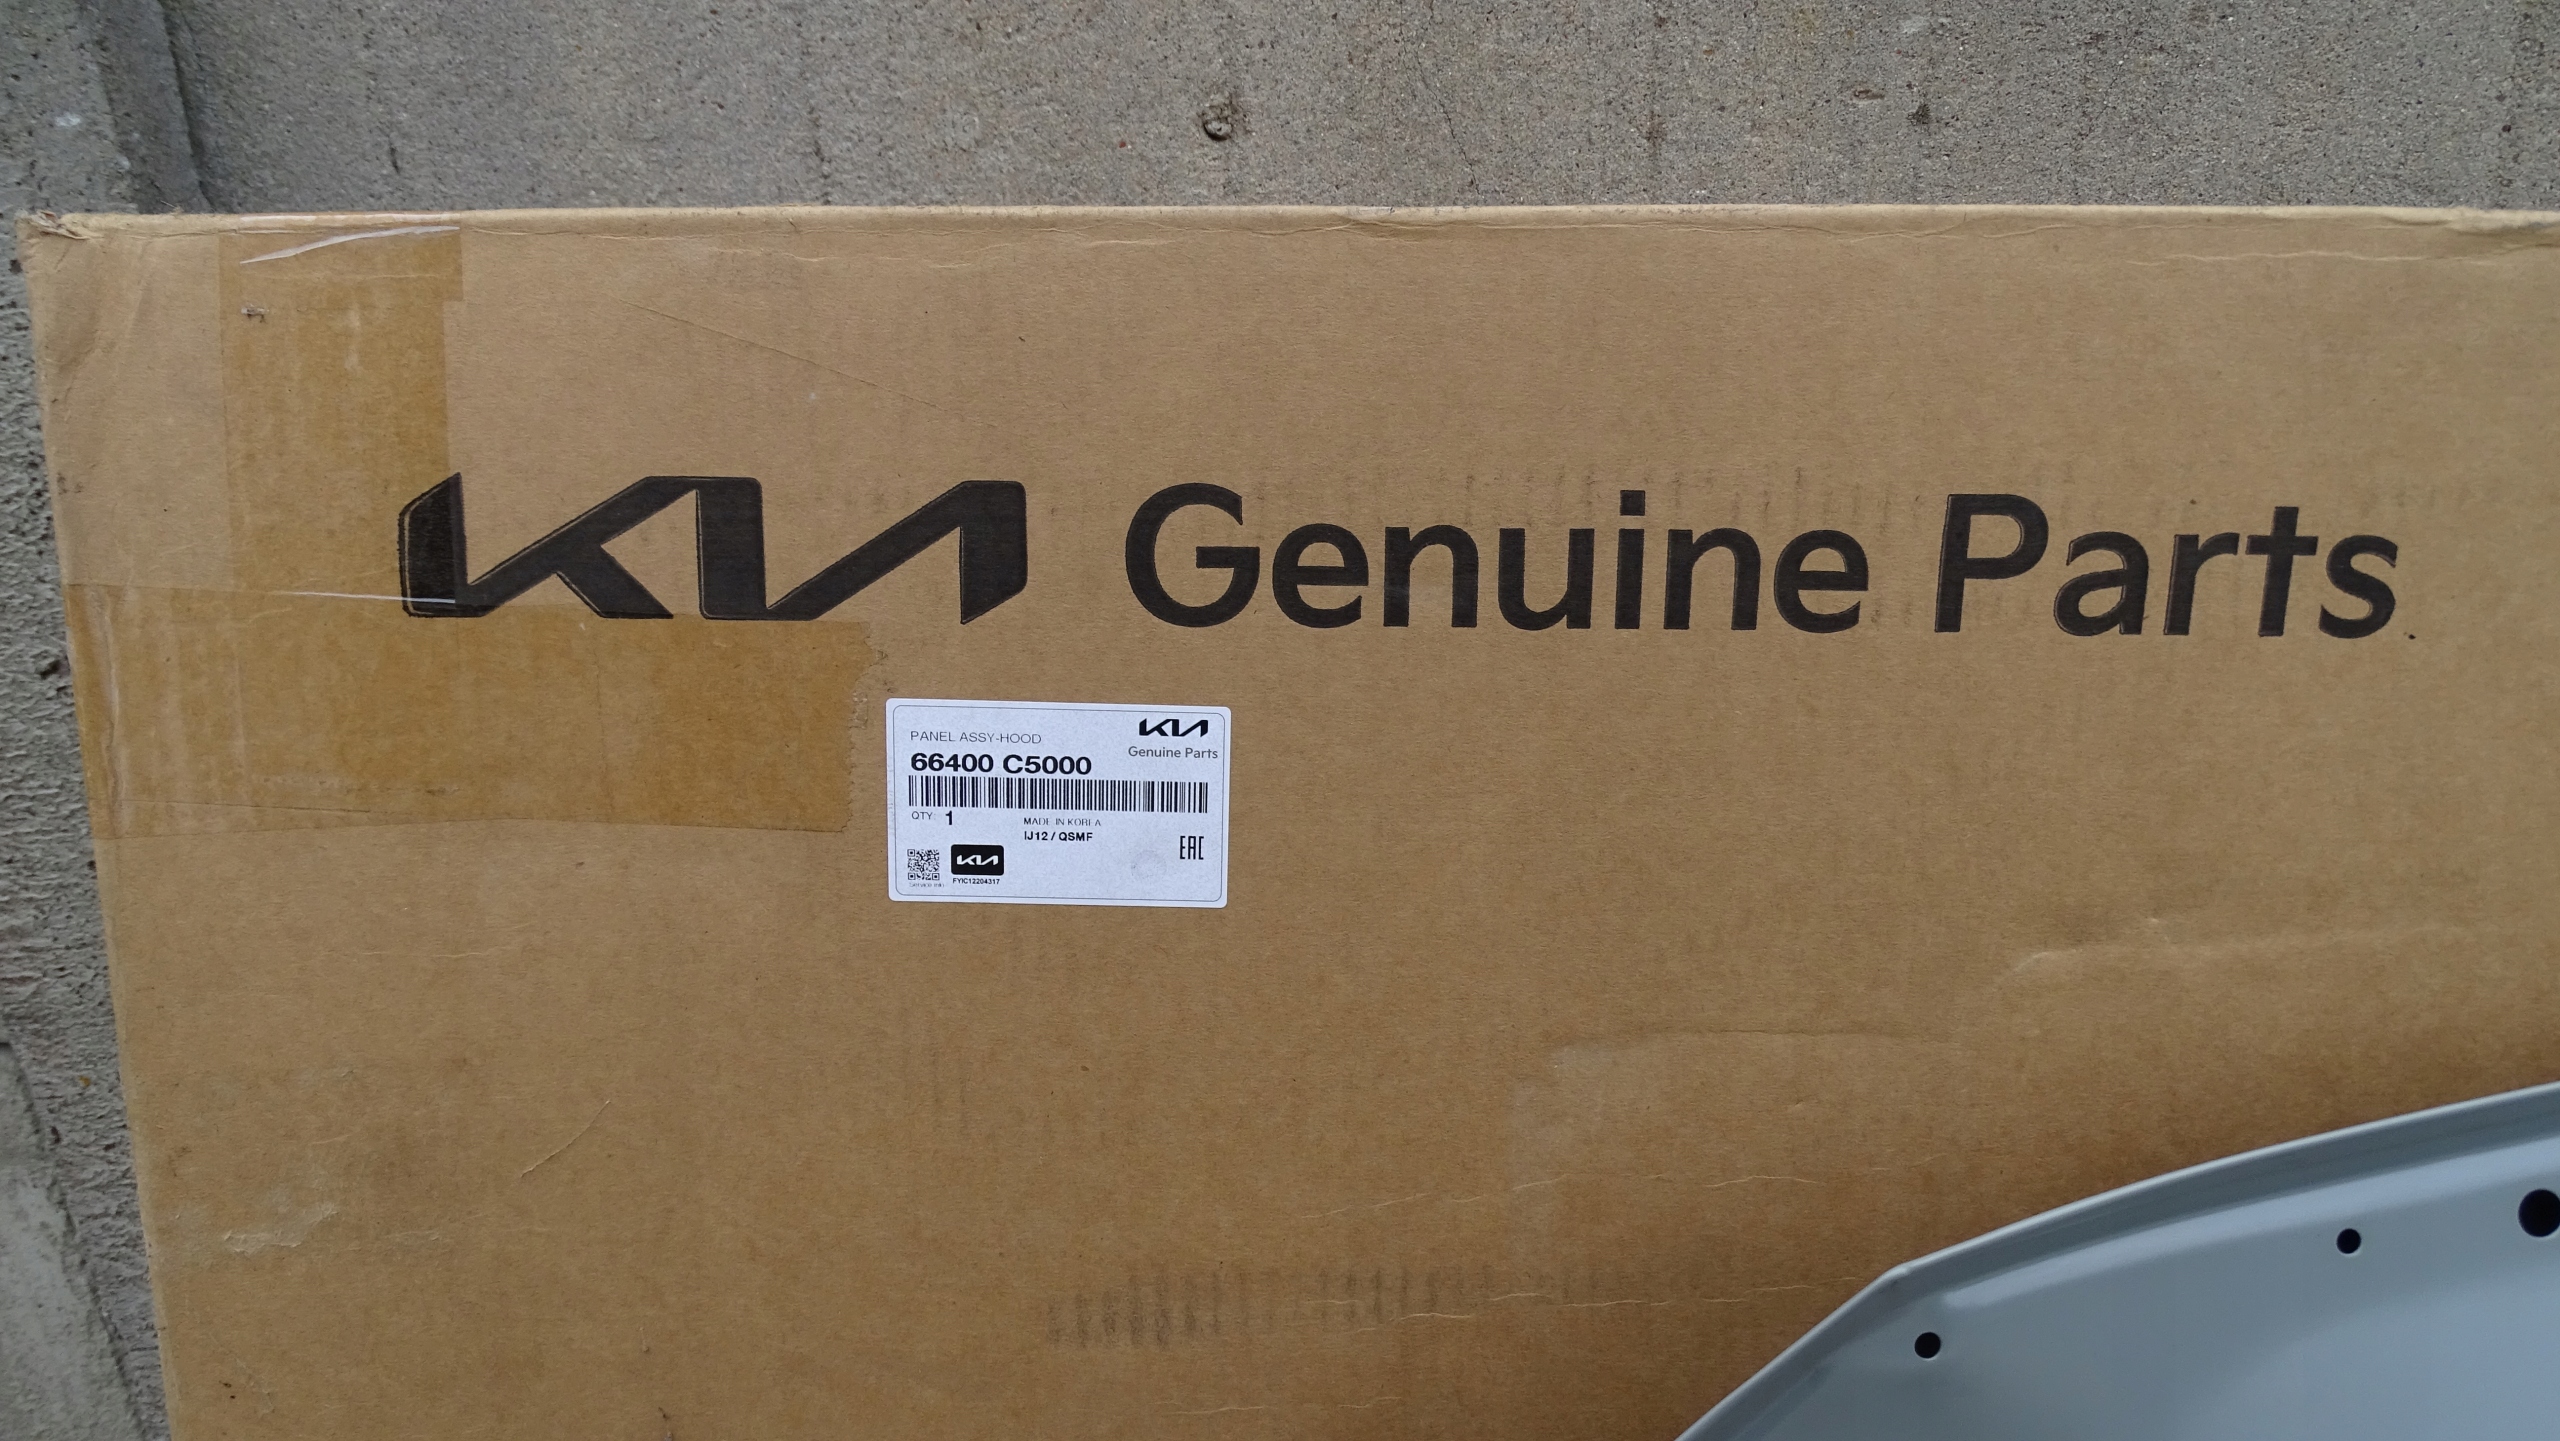 KIA Genuine Parts
KIA
PANEL ASSY-HOOD
Genuine Parts
66400 C5000
QTY: 1
MADE IN KOREA
IJ12 / QSMF
EAC
KIA
FYIC12204317